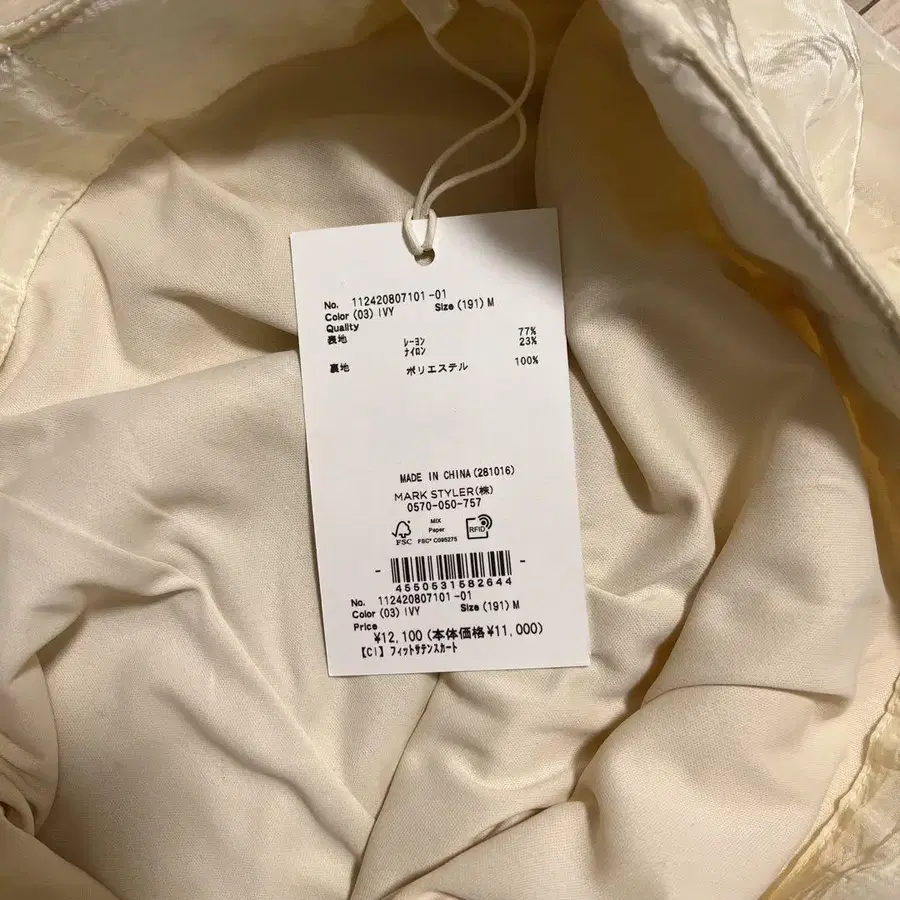 No. 112420807101-01
Color (03) IVY Size (191) M
Quality
表地 レーヨン 77%
ナイロン 23%
裏地 ポリエステル 100%
MADE IN CHINA (281016)
MARK STYLER(株)
0570-050-757
FSC
MIX
Paper
FSC® C095275
RFID
4550531582644
No. 112420807101-01
Color (03) IVY Size (191) M
Price
¥12,100 (本体価格¥11,000)
【CI】フィットサテンスカート